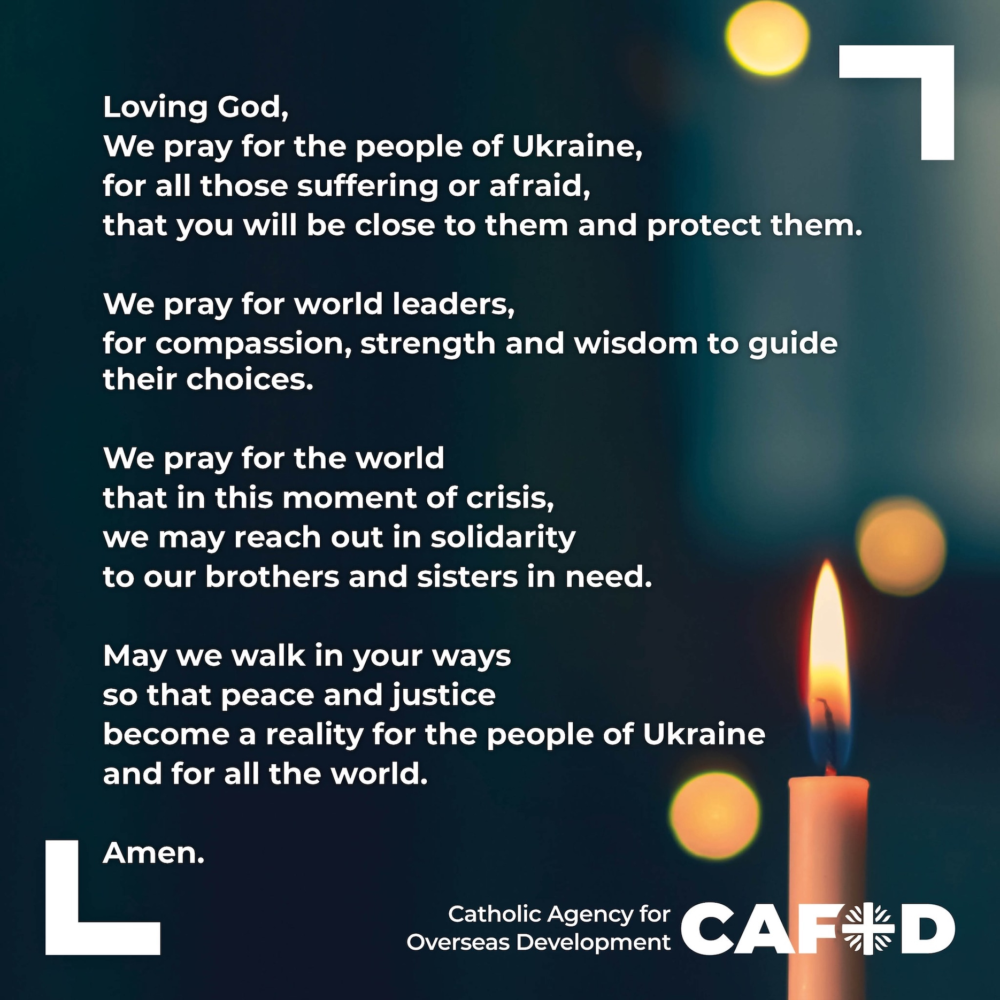 Loving God,
We pray for the people of Ukraine,
for all those suffering or afraid,
that you will be close to them and protect them.
We pray for world leaders,
for compassion, strength and wisdom to guide
their choices.
We pray for the world
that in this moment of crisis,
we may reach out in solidarity
to our brothers and sisters in need.
May we walk in your ways
so that peace and justice
become a reality for the people of Ukraine
and for all the world.
Amen.
Catholic Agency for
Overseas Development
CAFOD